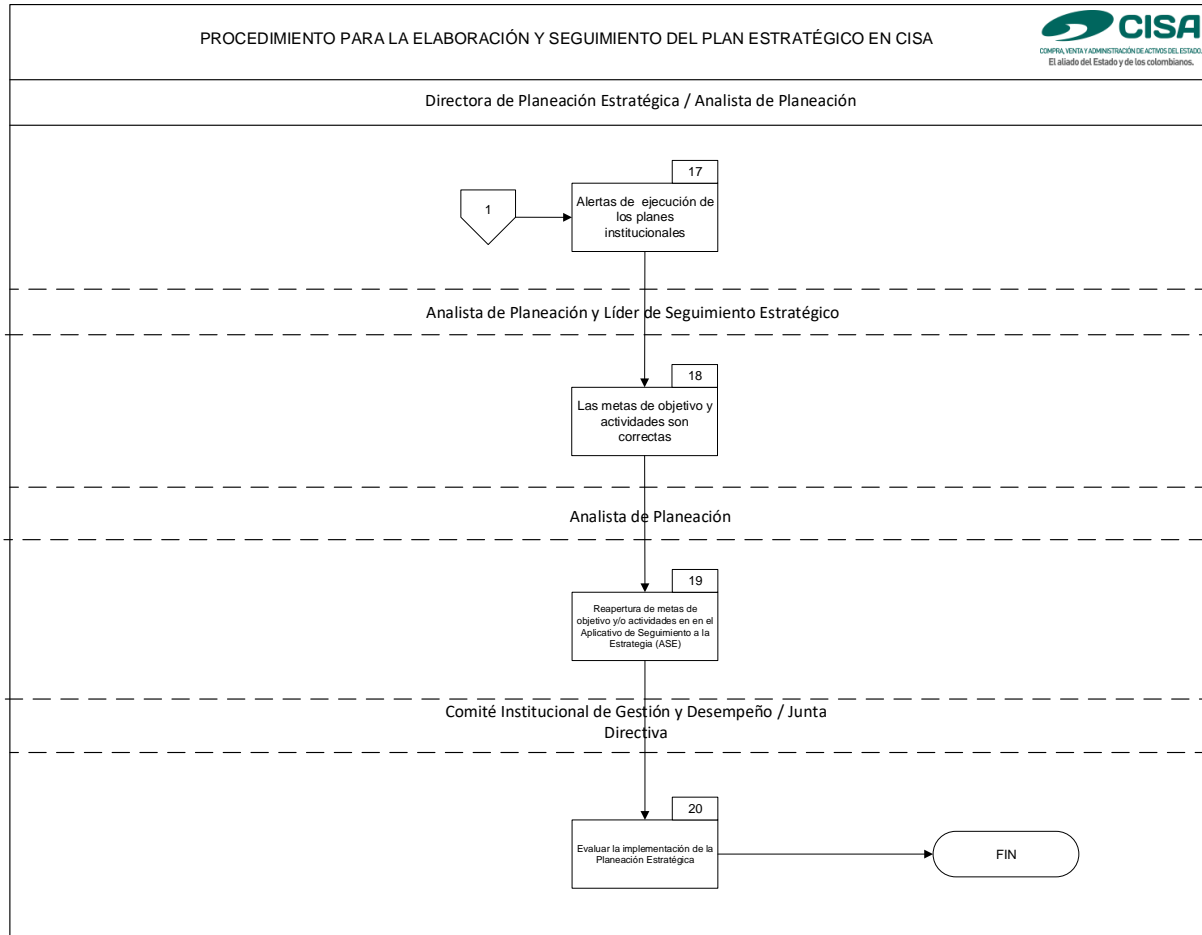 PROCEDIMIENTO PARA LA ELABORACIÓN Y SEGUIMIENTO DEL PLAN ESTRATÉGICO EN CISA
CISA
COMPRA, VENTA Y ADMINISTRACIÓN DE ACTIVOS DEL ESTADO.
El aliado del Estado y de los colombianos.
Directora de Planeación Estratégica / Analista de Planeación
17
1
Alertas de ejecución de
los planes
institucionales
Analista de Planeación y Líder de Seguimiento Estratégico
18
Las metas de objetivo y
actividades son
correctas
Analista de Planeación
19
Reapertura de metas de
objetivo y/o actividades en en el
Aplicativo de Seguimiento a la
Estrategia (ASE)
Comité Institucional de Gestión y Desempeño / Junta
Directiva
20
Evaluar la implementación de la
Planeación Estratégica
FIN